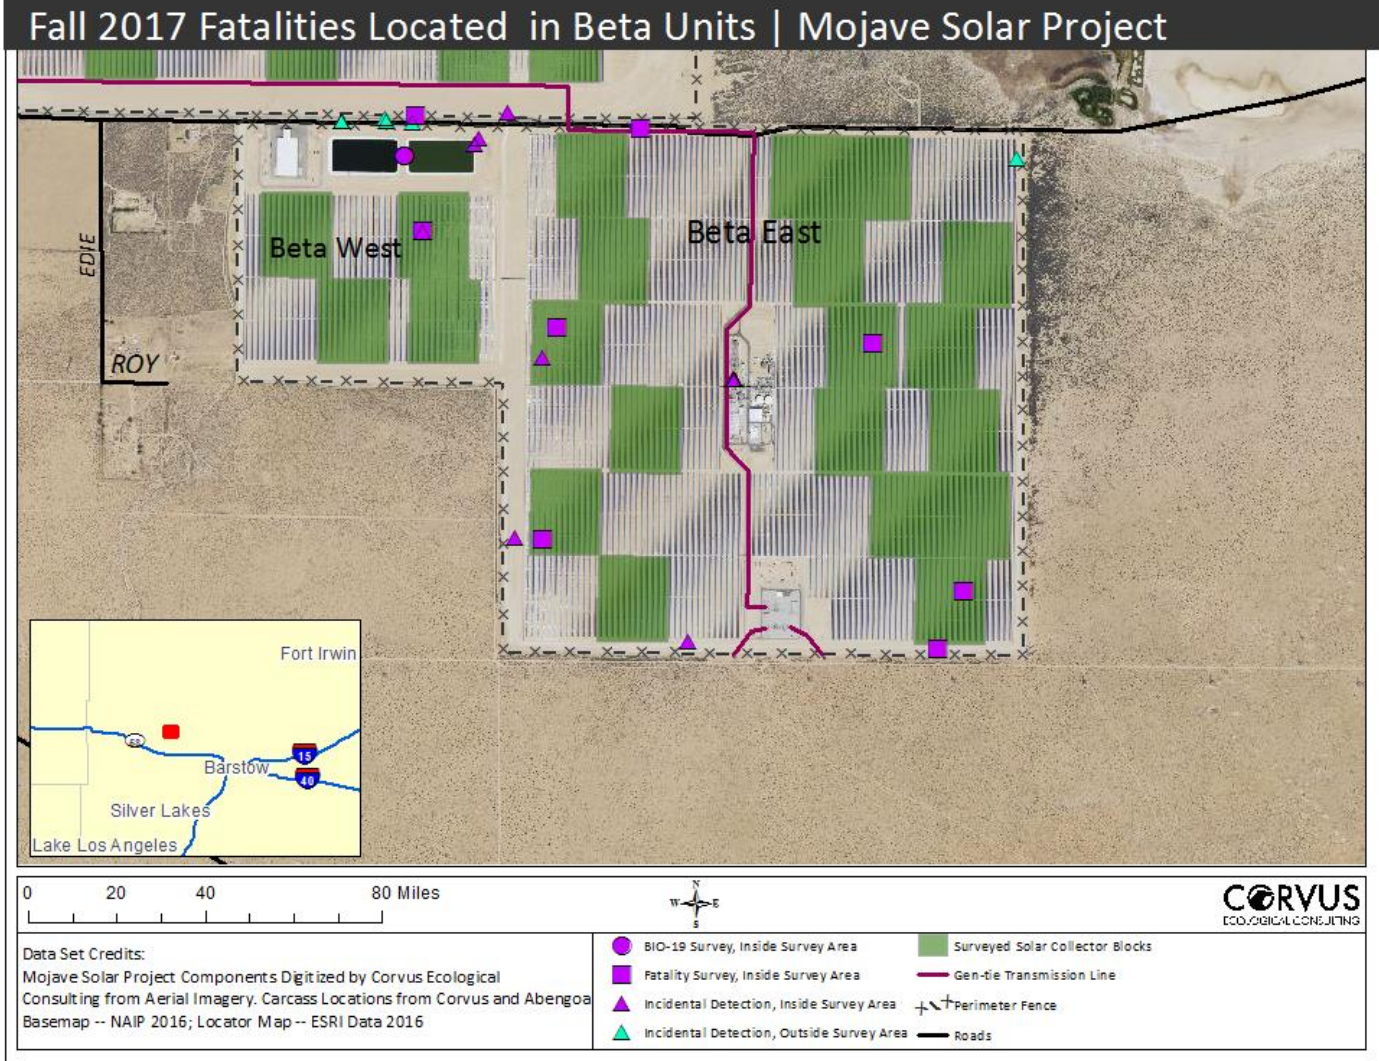 Fall 2017 Fatalities Located in Beta Units | Mojave Solar Project
Beta West
Beta East
EDIE
ROY
Fort Irwin
58
15
Barstow
40
Silver Lakes
Lake Los Angeles
0 20 40 80 Miles
N
W E
S
CORVUS
ECOLOGICAL CONSULTING
Data Set Credits:
Mojave Solar Project Components Digitized by Corvus Ecological
Consulting from Aerial Imagery. Carcass Locations from Corvus and Abengoa
Basemap -- NAIP 2016; Locator Map -- ESRI Data 2016
BIO-19 Survey, Inside Survey Area
Fatality Survey, Inside Survey Area
Incidental Detection, Inside Survey Area
Incidental Detection, Outside Survey Area
Surveyed Solar Collector Blocks
Gen-tie Transmission Line
Perimeter Fence
Roads